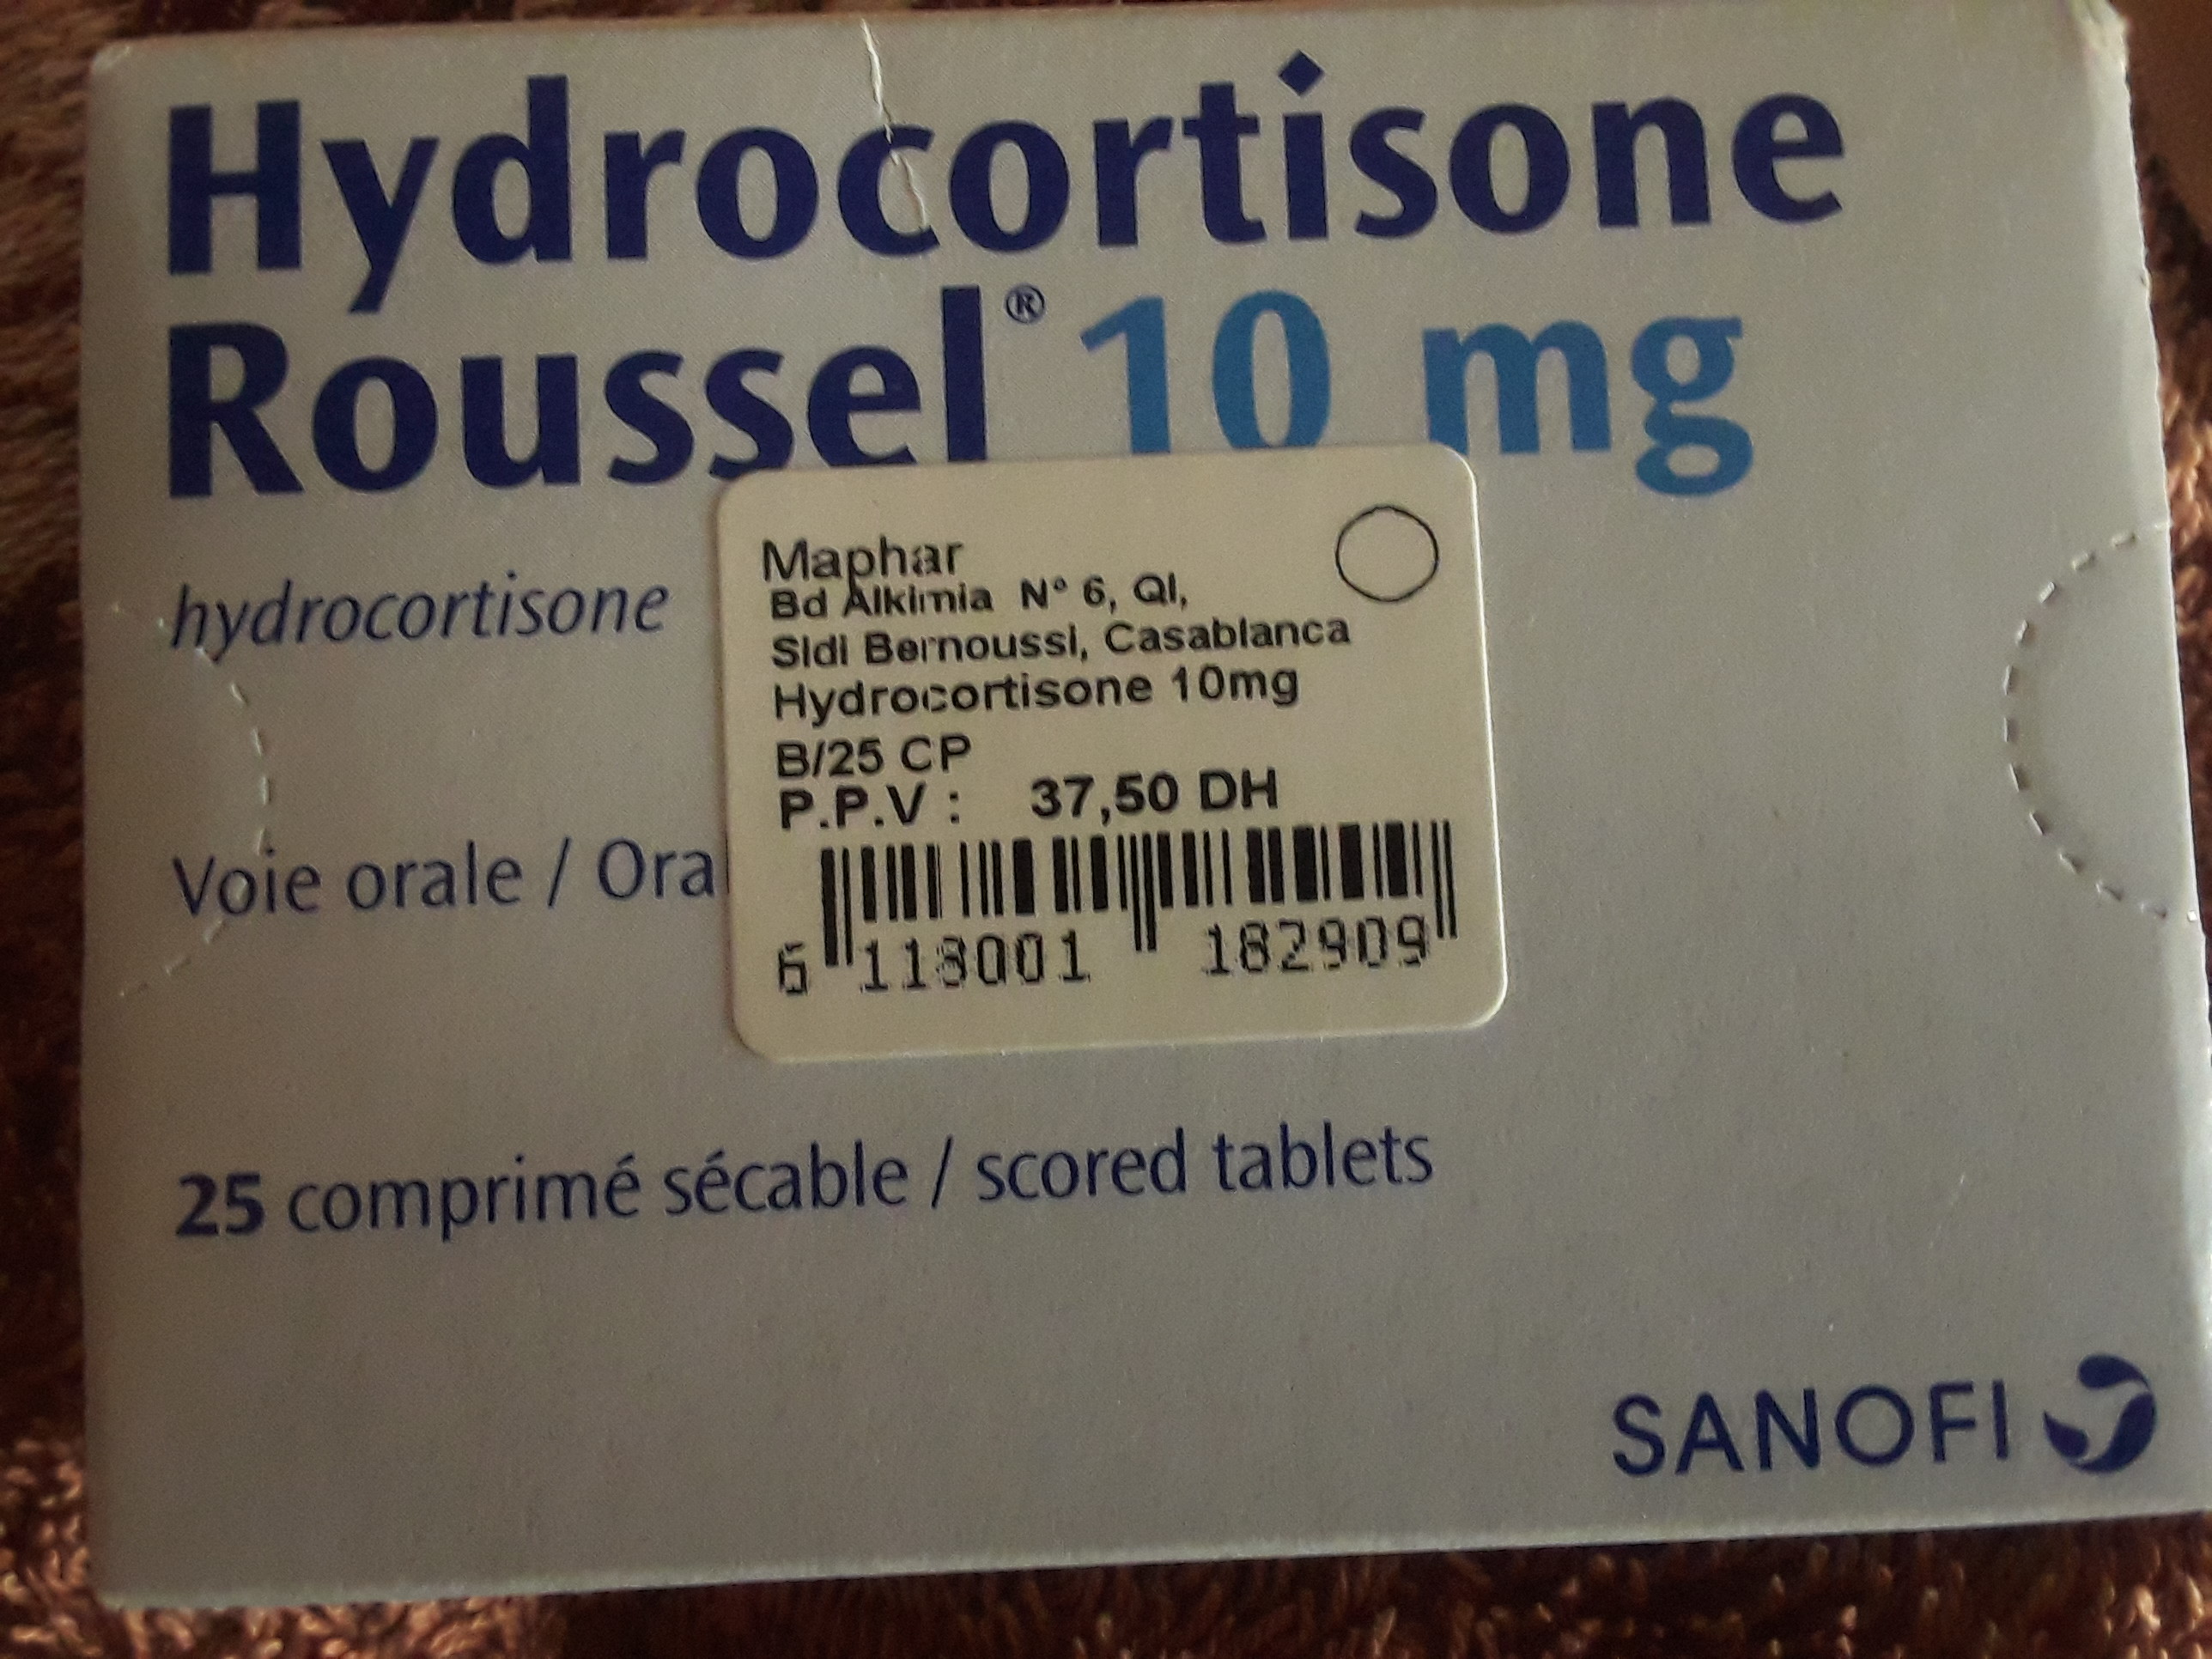 Hydrocortisone
Roussel® 10 mg
hydrocortisone
Maphar
Bd Alkimia N° 6, QI,
Sidi Bernoussi, Casablanca
Hydrocortisone 10mg
B/25 CP
P.P.V : 37,50 DH
6 118001 182909
Voie orale / Ora
25 comprimé sécable / scored tablets
SANOFI